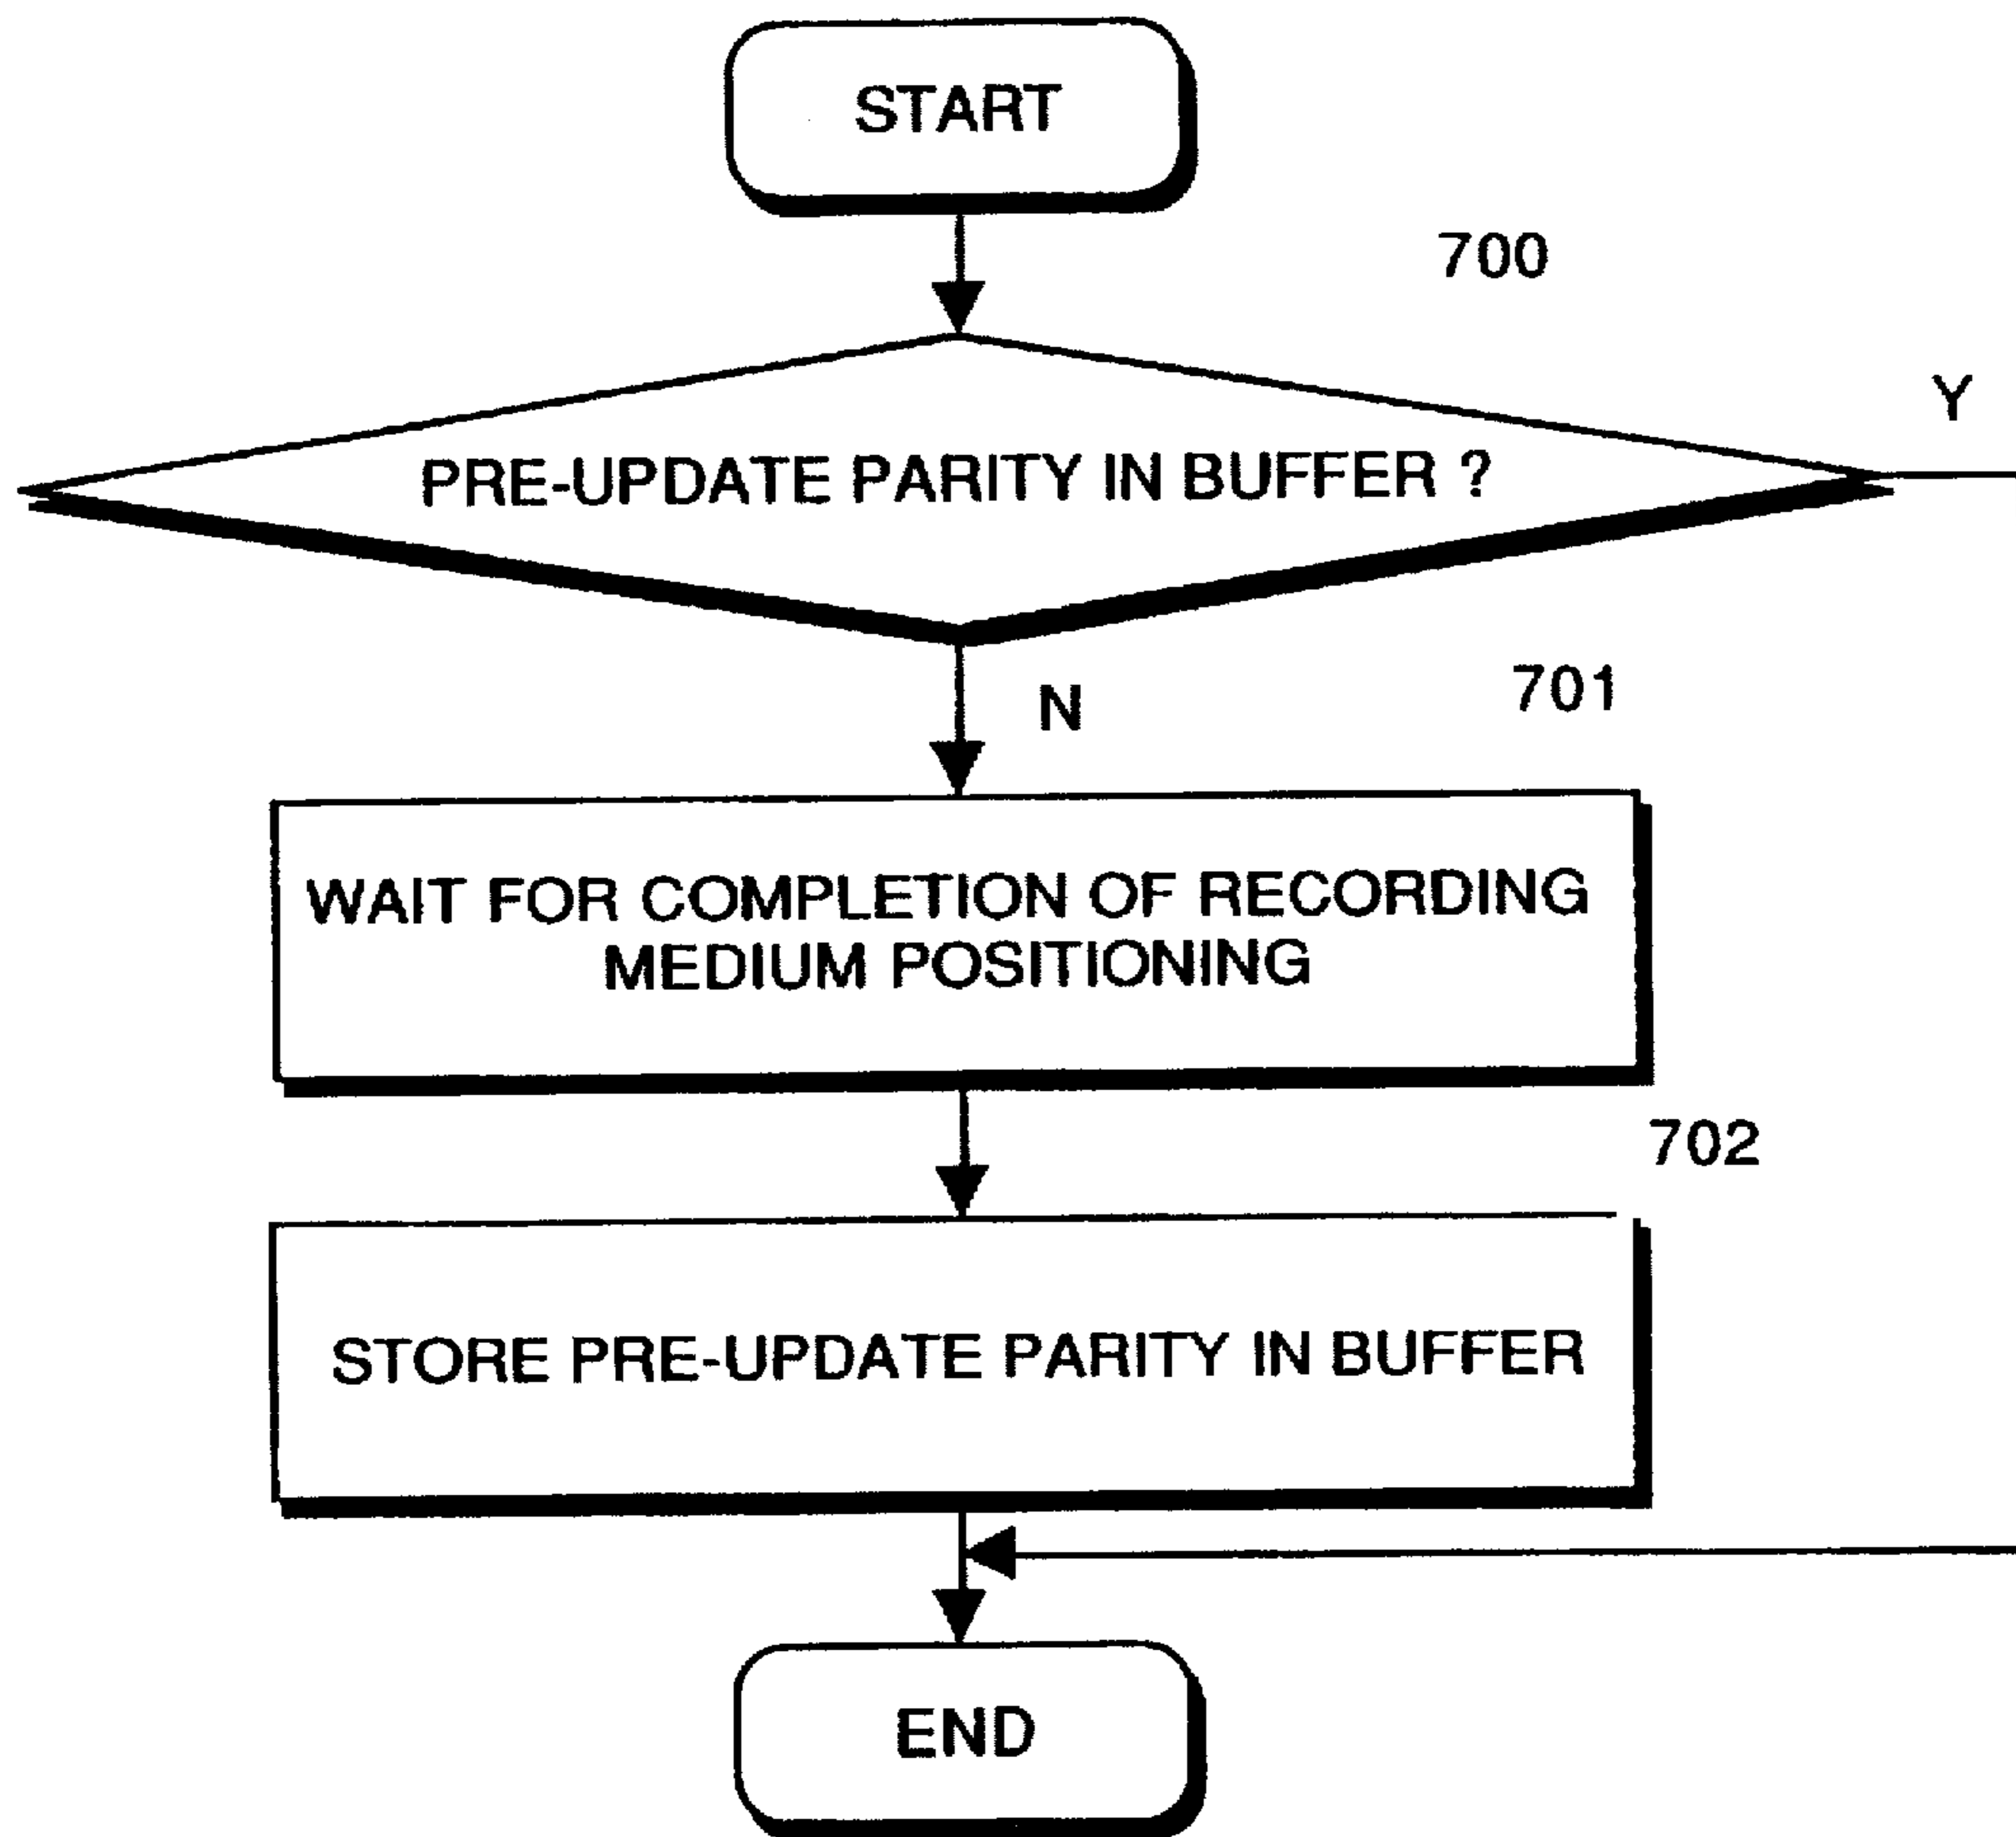 START
700
Y
PRE-UPDATE PARITY IN BUFFER ?
701
N
WAIT FOR COMPLETION OF RECORDING
MEDIUM POSITIONING
702
STORE PRE-UPDATE PARITY IN BUFFER
END